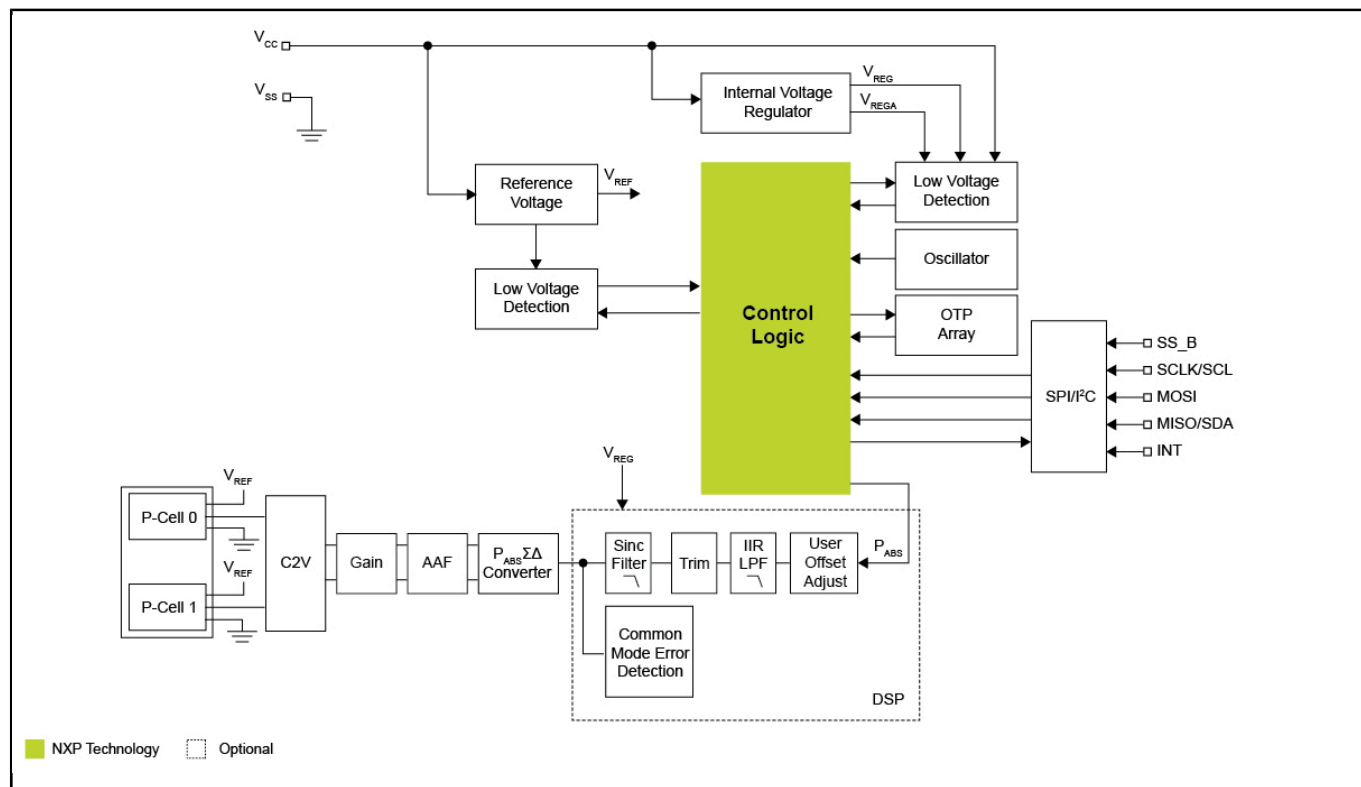 VCC
VSS
Internal Voltage
Regulator
VREG
VREGA
Reference
Voltage
VREF
Low Voltage
Detection
Low Voltage
Detection
Oscillator
OTP
Array
Control
Logic
SPI/I²C
SS_B
SCLK/SCL
MOSI
MISO/SDA
INT
VREG
VREF
P-Cell 0
VREF
P-Cell 1
C2V
Gain
AAF
PABSΣΔ
Converter
Sinc
Filter
Trim
IIR
LPF
User
Offset
Adjust
PABS
Common
Mode Error
Detection
DSP
NXP Technology
Optional